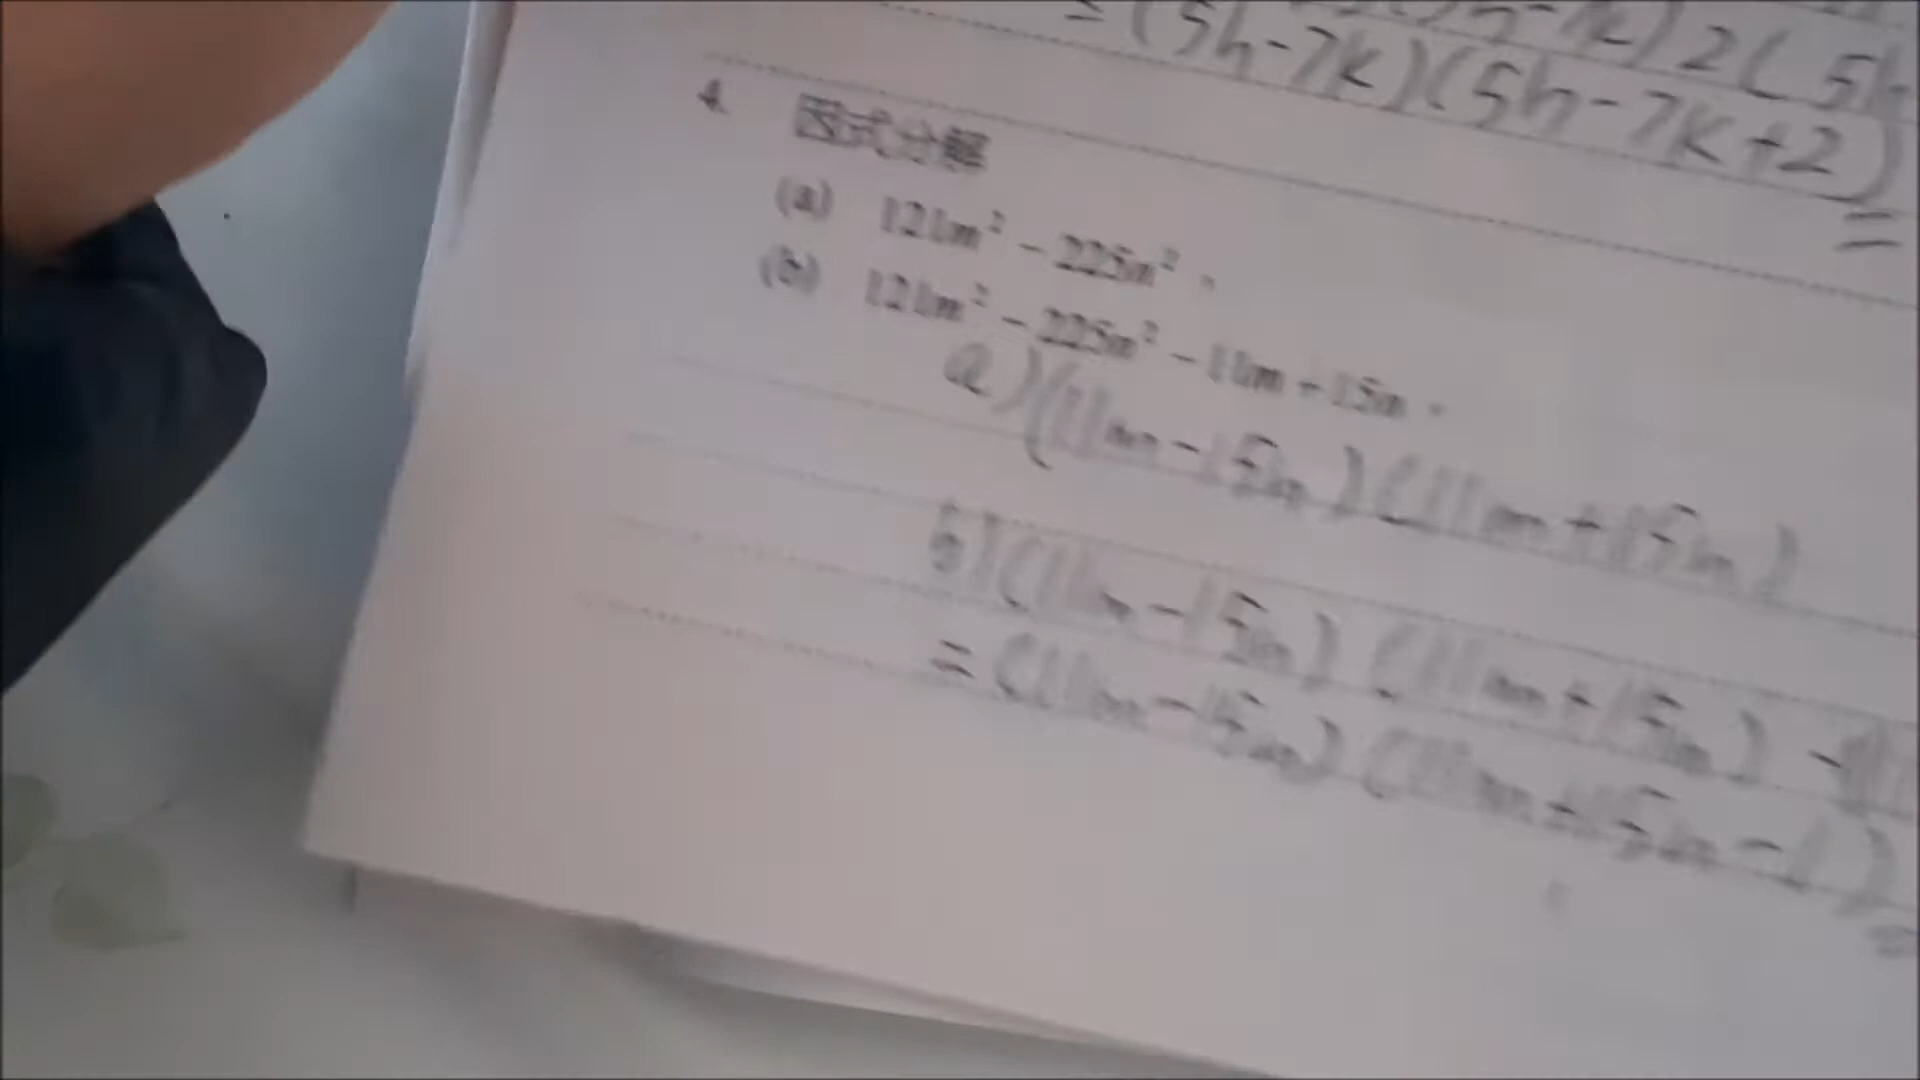 = (5h-7k)(5h-7k+2)
4. 因式分解
(a) 121m² - 225n²。
(b) 121m² - 225n² - 11m + 15n。
a) (11m-15n)(11m+15n)
b) (11m-15n)(11m+15n)-(1
= (11m-15n)(11m+15n-1)